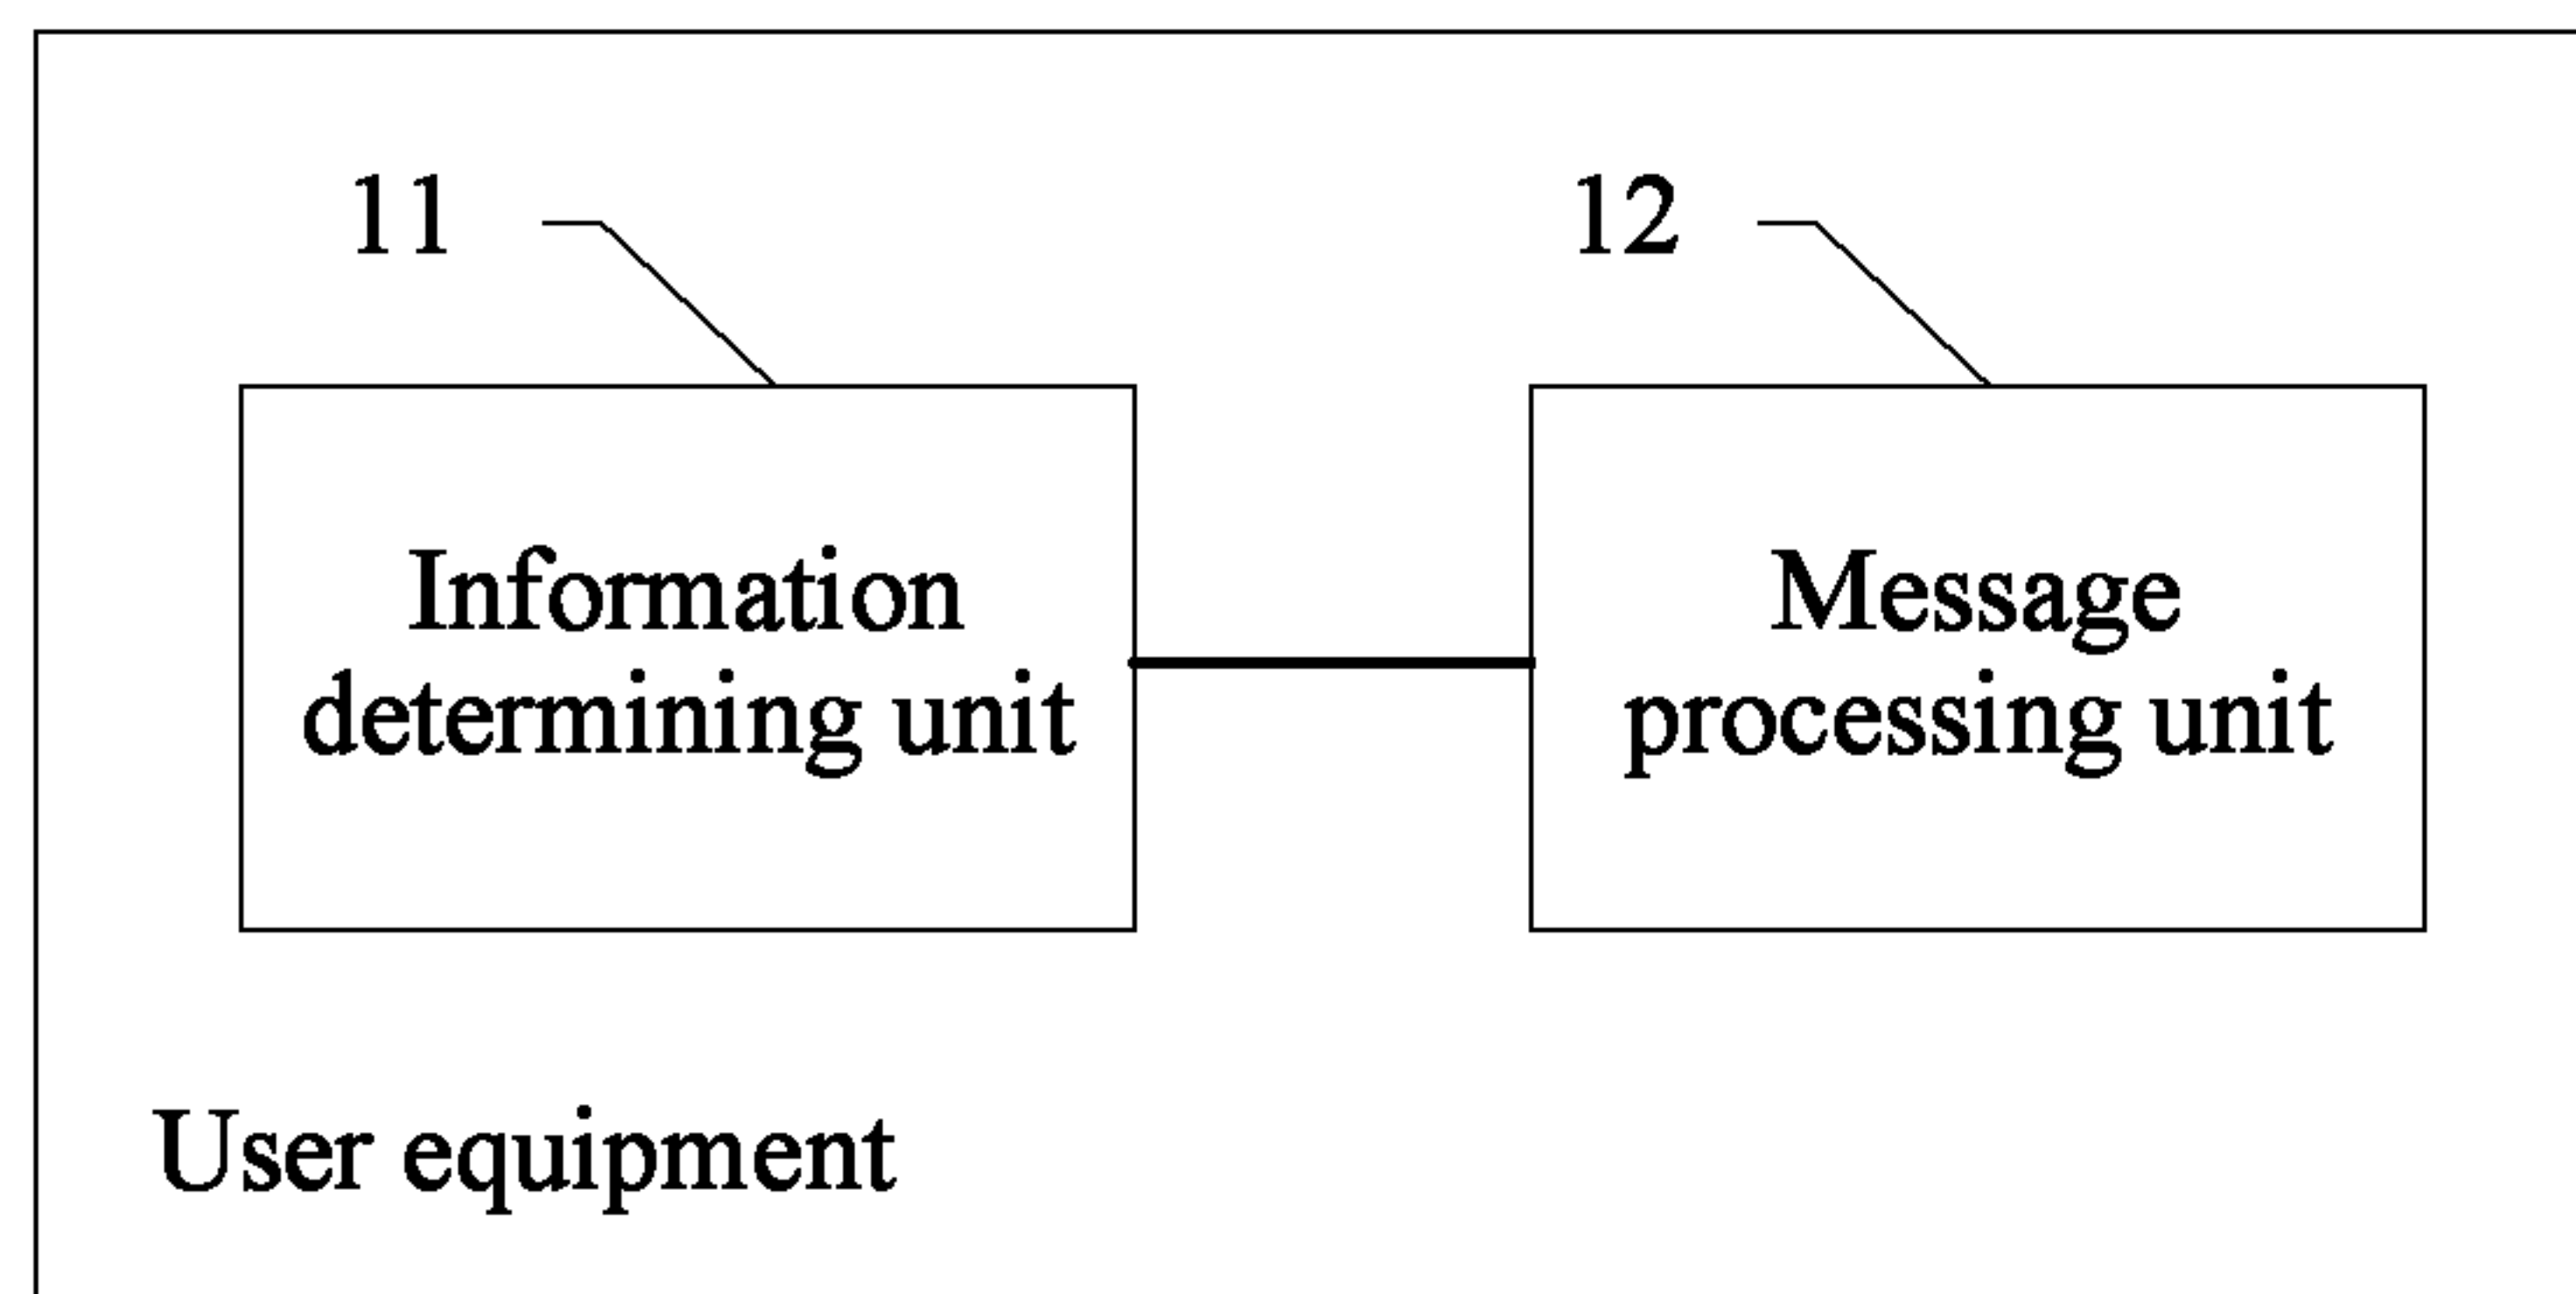 11
12
Information
determining unit
Message
processing unit
User equipment